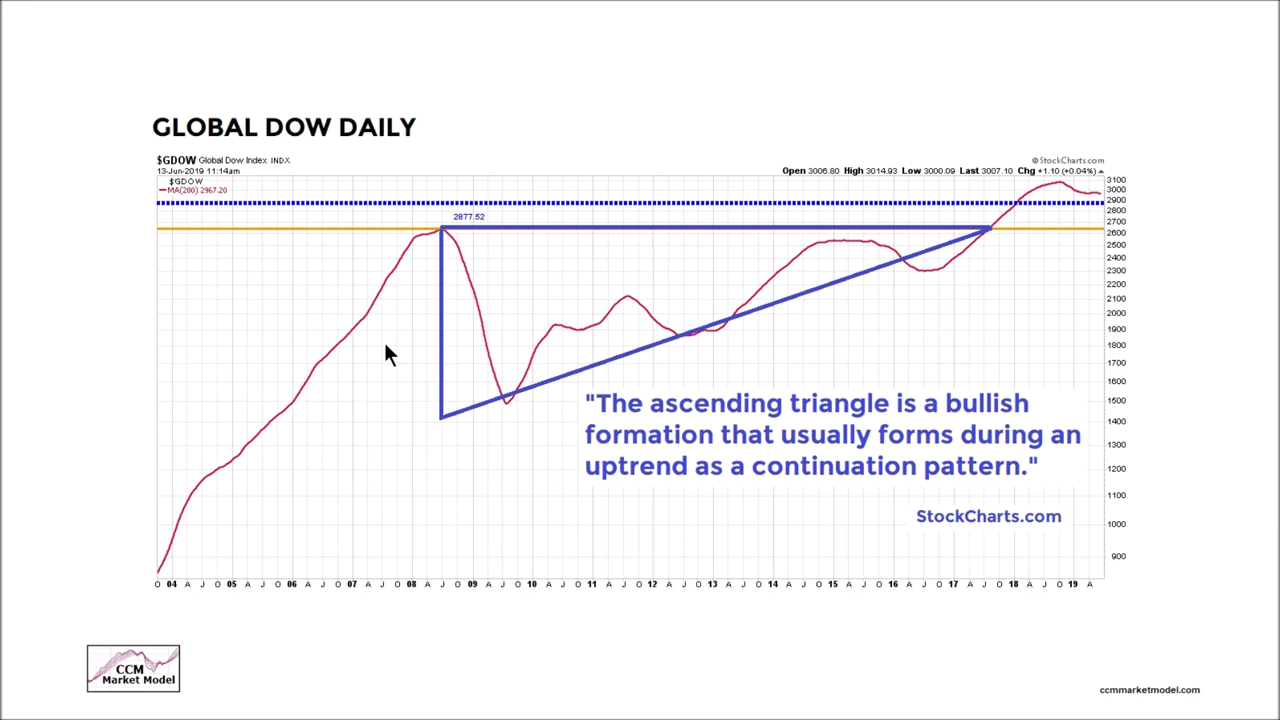 GLOBAL DOW DAILY
$GDOW Global Dow Index INDX
© StockCharts.com
13-Jun-2019 11:14am
Open 3006.80 High 3014.93 Low 3000.09 Last 3007.10 Chg +1.10 (+0.04%)
$GDOW
MA(200) 2967.20
2877.52
3100
3000
2900
2800
2700
2600
2500
2400
2300
2200
2100
2000
1900
1800
1700
1600
1500
1400
1300
1200
1100
1000
900
"The ascending triangle is a bullish
formation that usually forms during an
uptrend as a continuation pattern."
StockCharts.com
O 04 A J O 05 A J O 06 A J O 07 A J O 08 A J O 09 A J O 10 A J O 11 A J O 12 A J O 13 A J O 14 A J O 15 A J O 16 A J O 17 A J O 18 A J O 19 A
CCM
Market Model
ccmmarketmodel.com